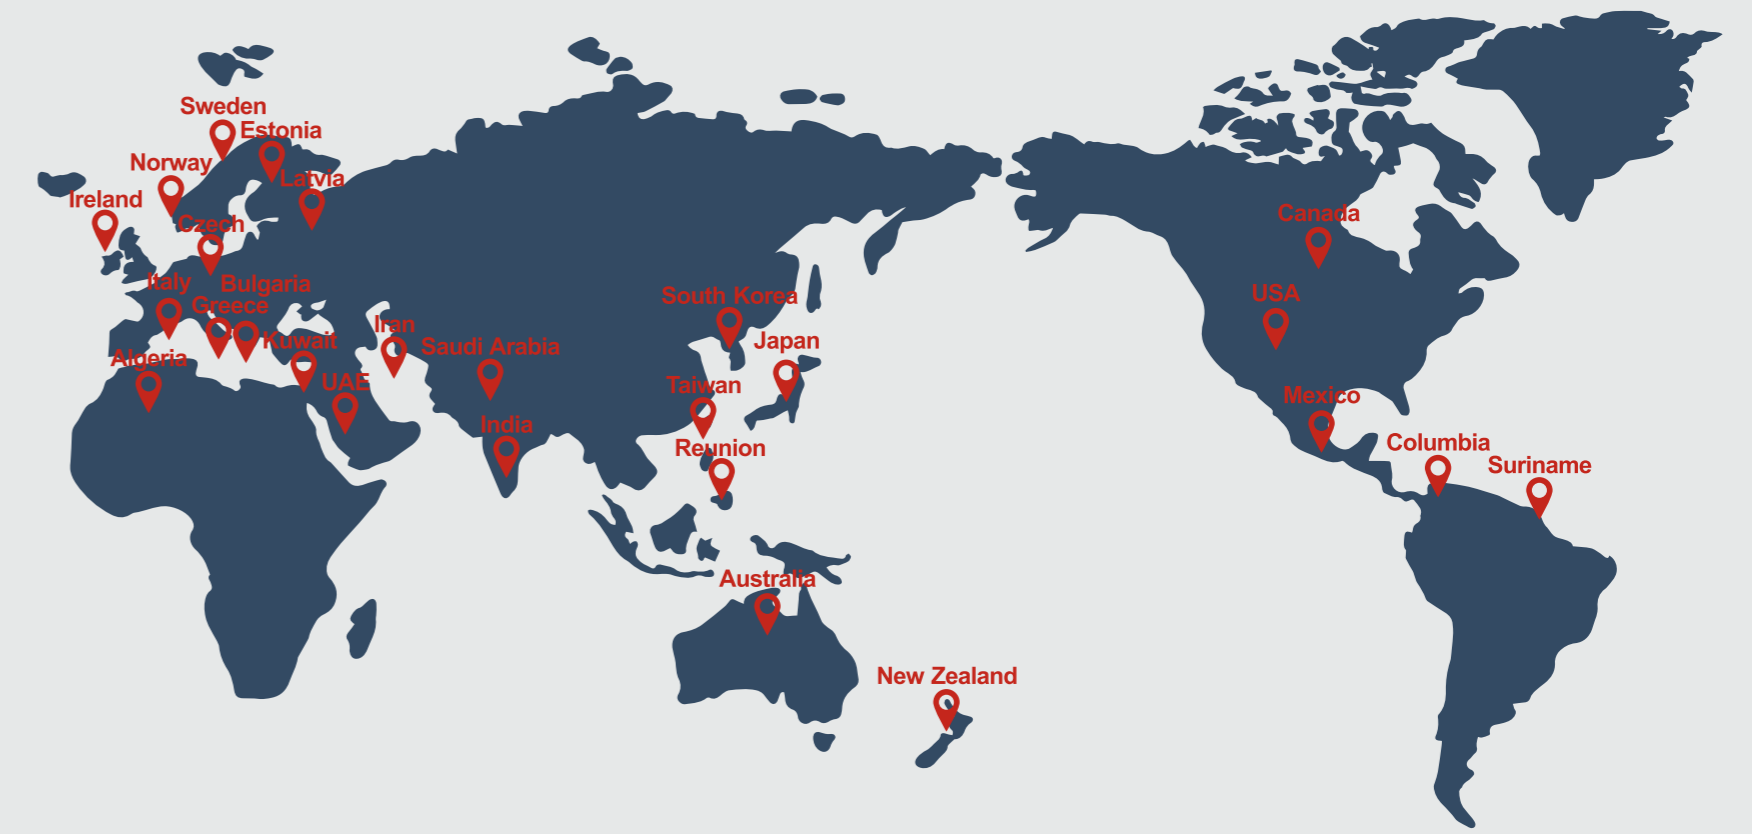 Sweden
Estonia
Norway
Latvia
Ireland
Canada
Czech
Italy
Bulgaria
USA
South Korea
Greece
Iran
Kuwait
Japan
Saudi Arabia
Algeria
UAE
Taiwan
Mexico
India
Columbia
Reunion
Suriname
Australia
New Zealand